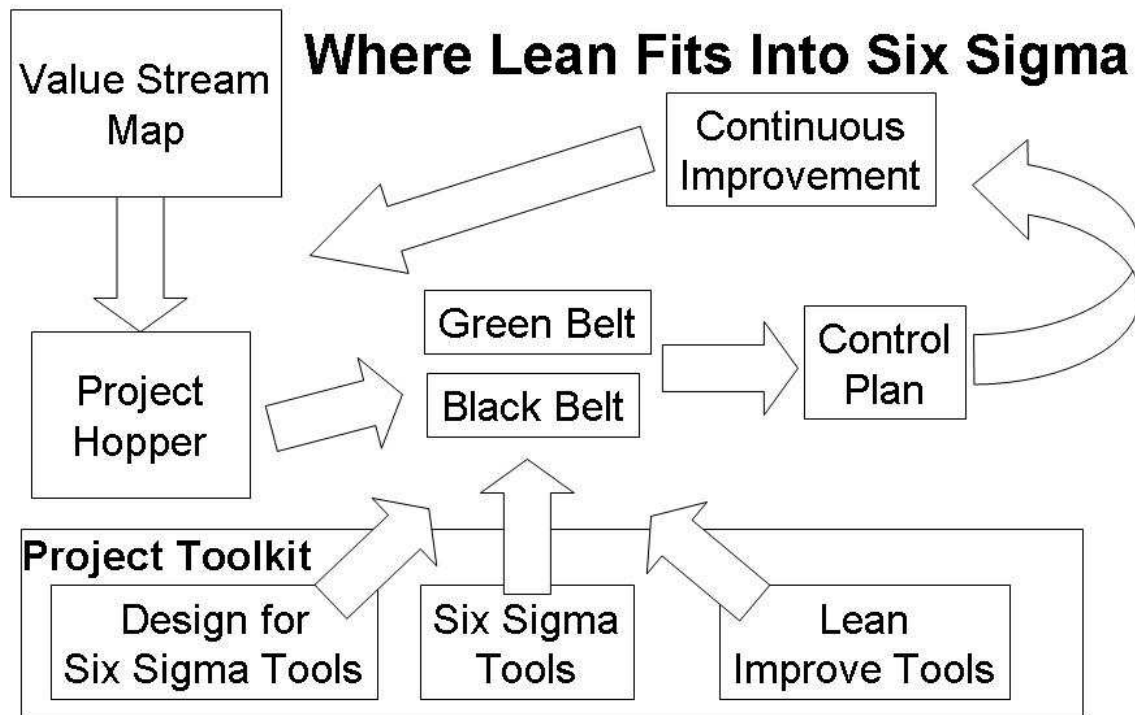 Where Lean Fits Into Six Sigma
Value Stream
Map
Continuous
Improvement
Project
Hopper
Green Belt
Black Belt
Control
Plan
Project Toolkit
Design for
Six Sigma Tools
Six Sigma
Tools
Lean
Improve Tools